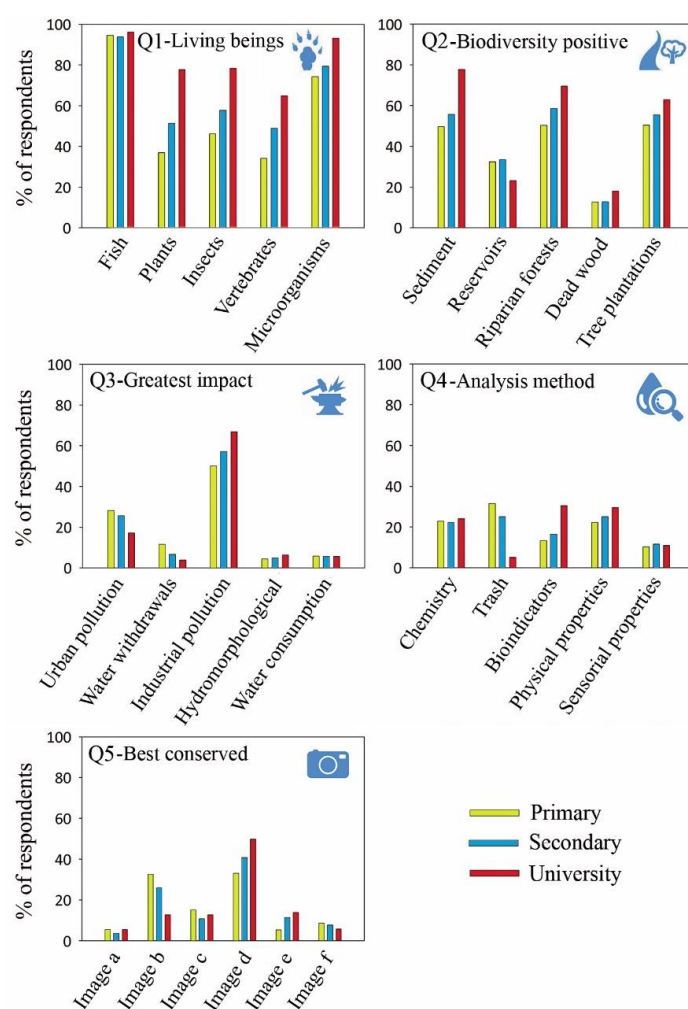 Q1-Living beings
% of respondents
100
80
60
40
20
0
Fish
Plants
Insects
Vertebrates
Microorganisms
Q2-Biodiversity positive
100
80
60
40
20
0
Sediment
Reservoirs
Riparian forests
Dead wood
Tree plantations
Q3-Greatest impact
% of respondents
100
80
60
40
20
0
Urban pollution
Water withdrawals
Industrial pollution
Hydromorphological
Water consumption
Q4-Analysis method
100
80
60
40
20
0
Chemistry
Trash
Bioindicators
Physical properties
Sensorial properties
Q5-Best conserved
% of respondents
100
80
60
40
20
0
Image a
Image b
Image c
Image d
Image e
Image f
Primary
Secondary
University